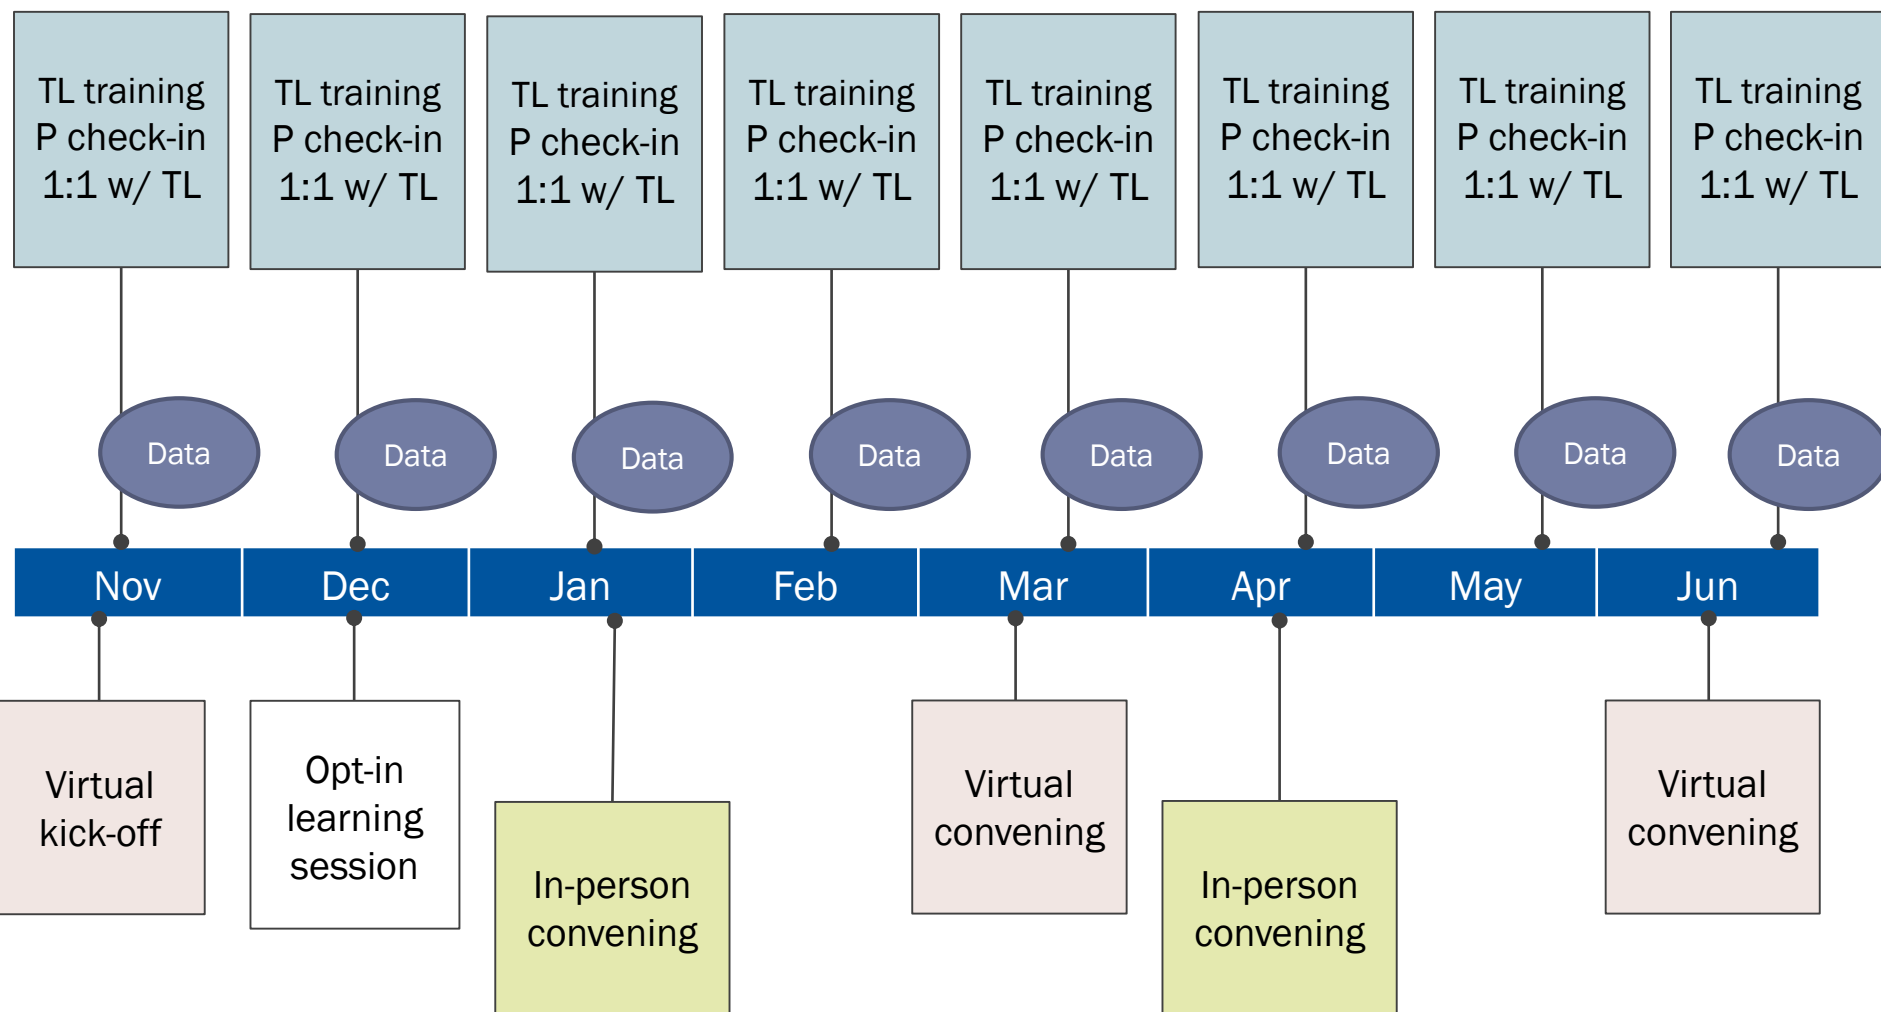 TL training
P check-in
1:1 w/ TL
TL training
P check-in
1:1 w/ TL
TL training
P check-in
1:1 w/ TL
TL training
P check-in
1:1 w/ TL
TL training
P check-in
1:1 w/ TL
TL training
P check-in
1:1 w/ TL
TL training
P check-in
1:1 w/ TL
TL training
P check-in
1:1 w/ TL
Data
Data
Data
Data
Data
Data
Data
Data
Nov
Dec
Jan
Feb
Mar
Apr
May
Jun
Virtual
kick-off
Opt-in
learning
session
In-person
convening
Virtual
convening
In-person
convening
Virtual
convening